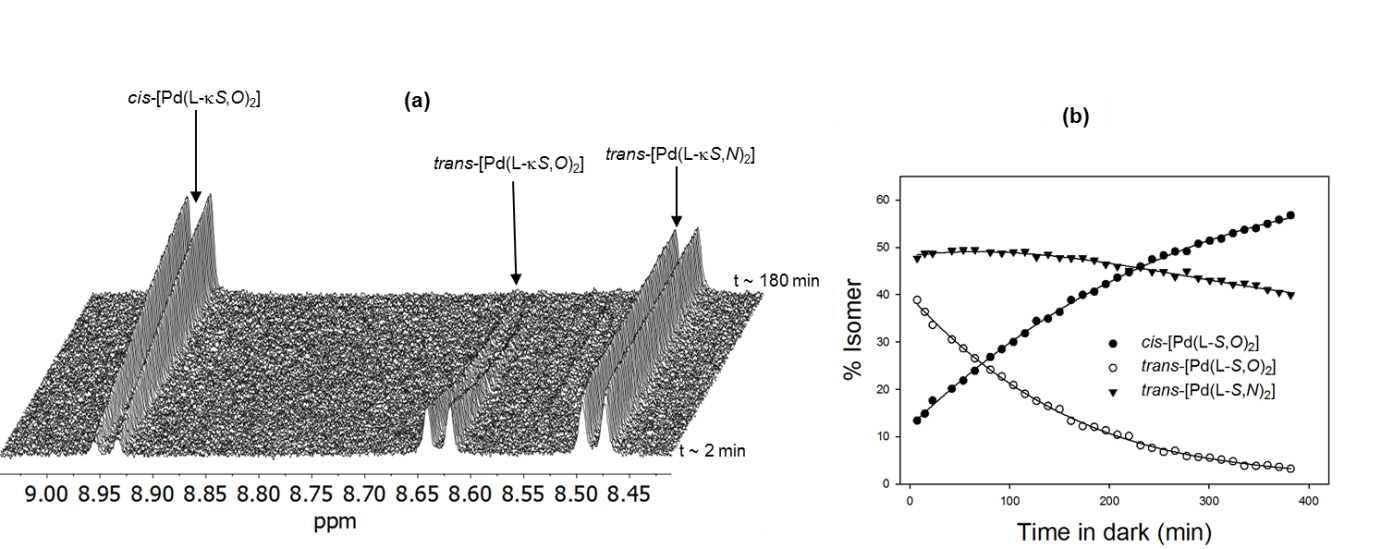 (a)
cis-[Pd(L-κS,O)₂]
trans-[Pd(L-κS,O)₂]
trans-[Pd(L-κS,N)₂]
t ~ 180 min
t ~ 2 min
9.00 8.95 8.90 8.85 8.80 8.75 8.70 8.65 8.60 8.55 8.50 8.45
ppm
(b)
% Isomer
60
50
40
30
20
10
0
cis-[Pd(L-S,O)₂]
trans-[Pd(L-S,O)₂]
trans-[Pd(L-S,N)₂]
0 100 200 300 400
Time in dark (min)